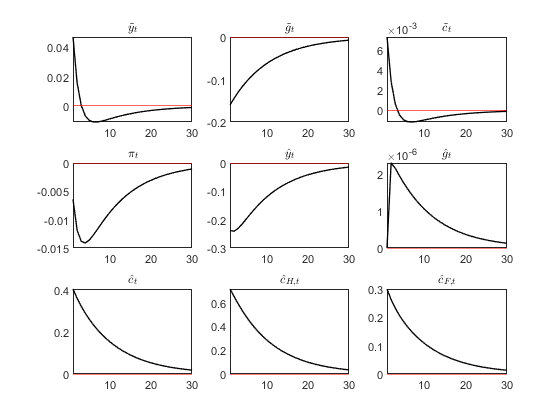 ỹt g̃t c̃t
×10-3
0.04 0.02 0
0 -0.1 -0.2
6 4 2 0
10 20 30 10 20 30 10 20 30
πt ŷt ĝt
×10-6
0 -0.005 -0.01 -0.015
0 -0.1 -0.2 -0.3
2 1 0
10 20 30 10 20 30 10 20 30
ĉt ĉH,t ĉF,t
0.4 0.2 0
0.6 0.4 0.2 0
0.3 0.2 0.1 0
10 20 30 10 20 30 10 20 30